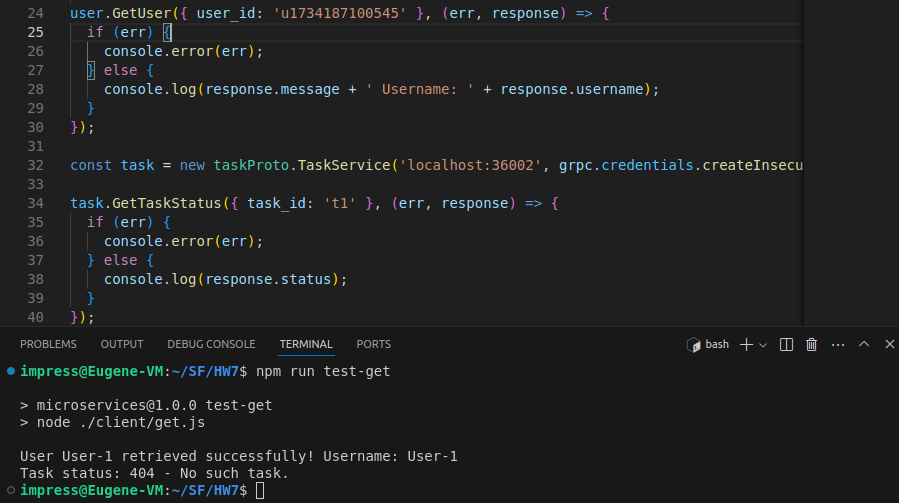 24 user.GetUser({ user_id: 'u1734187100545' }, (err, response) => {
25 if (err) {
26 console.error(err);
27 } else {
28 console.log(response.message + ' Username: ' + response.username);
29 }
30 });
31
32 const task = new taskProto.TaskService('localhost:36002', grpc.credentials.createInsecu
33
34 task.GetTaskStatus({ task_id: 't1' }, (err, response) => {
35 if (err) {
36 console.error(err);
37 } else {
38 console.log(response.status);
39 }
40 });
PROBLEMS OUTPUT DEBUG CONSOLE TERMINAL PORTS bash
impress@Eugene-VM:~/SF/HW7$ npm run test-get
> microservices@1.0.0 test-get
> node ./client/get.js
User User-1 retrieved successfully! Username: User-1
Task status: 404 - No such task.
impress@Eugene-VM:~/SF/HW7$